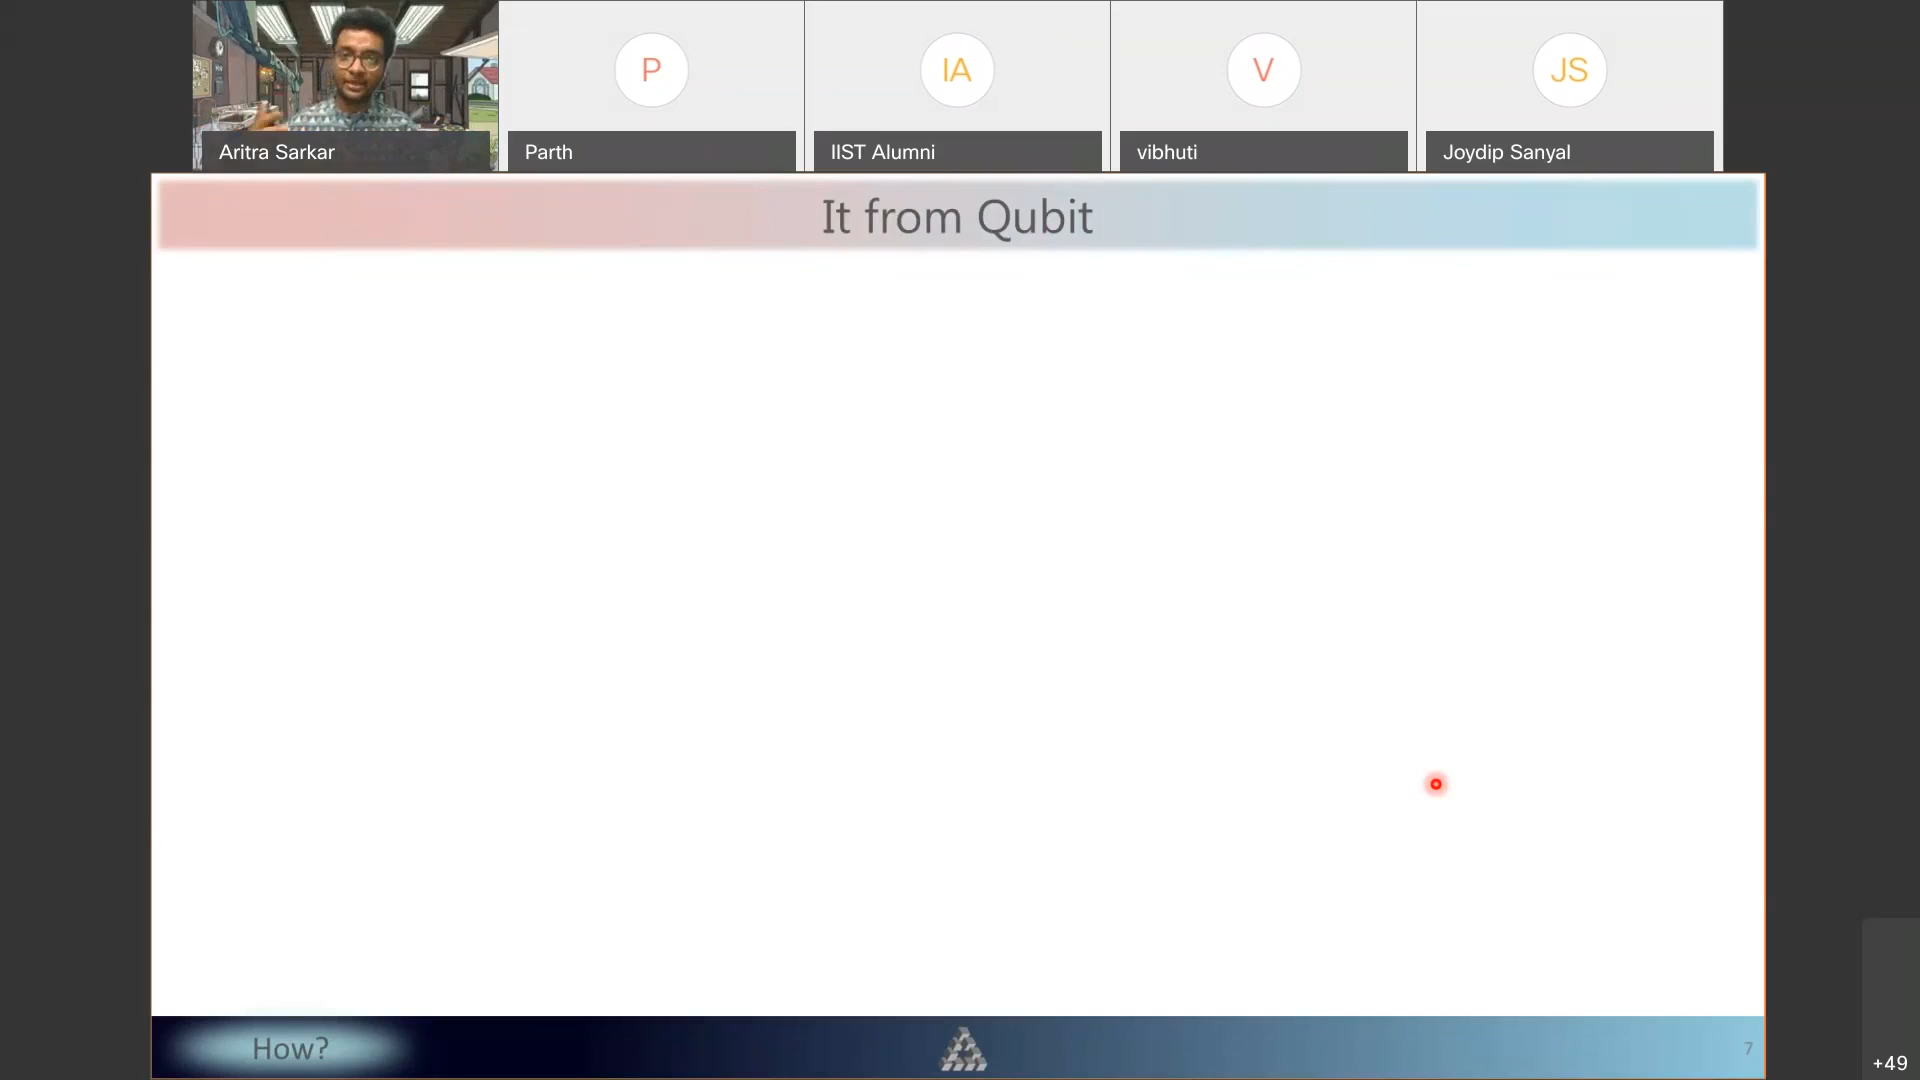 P
IA
V
JS
Aritra Sarkar
Parth
IIST Alumni
vibhuti
Joydip Sanyal
It from Qubit
How?
7
+49